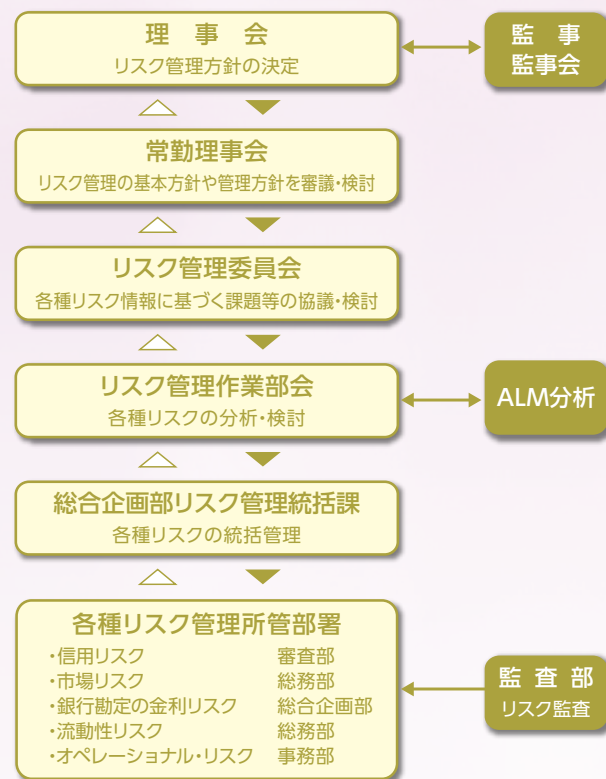 理 事 会
リスク管理方針の決定
監 事
監事会
常勤理事会
リスク管理の基本方針や管理方針を審議・検討
リスク管理委員会
各種リスク情報に基づく課題等の協議・検討
リスク管理作業部会
各種リスクの分析・検討
ALM分析
総合企画部リスク管理統括課
各種リスクの統括管理
各種リスク管理所管部署
・信用リスク 審査部
・市場リスク 総務部
・銀行勘定の金利リスク 総合企画部
・流動性リスク 総務部
・オペレーショナル・リスク 事務部
監 査 部
リスク監査